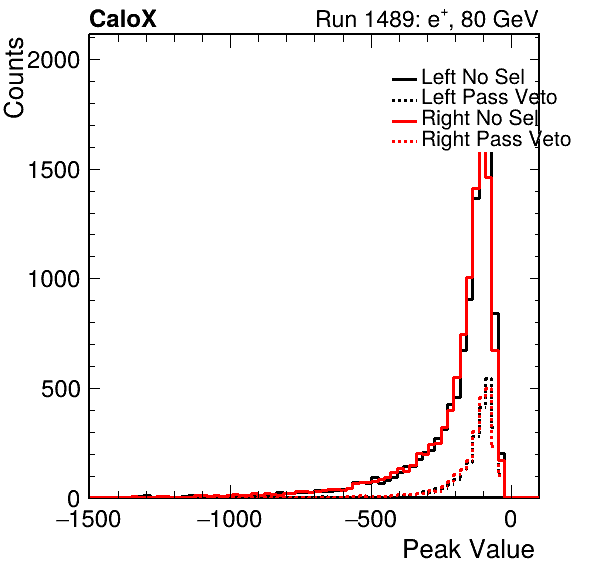 CaloX
Run 1489: e+, 80 GeV
Counts
2000
1500
1000
500
0
Left No Sel
Left Pass Veto
Right No Sel
Right Pass Veto
−1500
−1000
−500
0
Peak Value